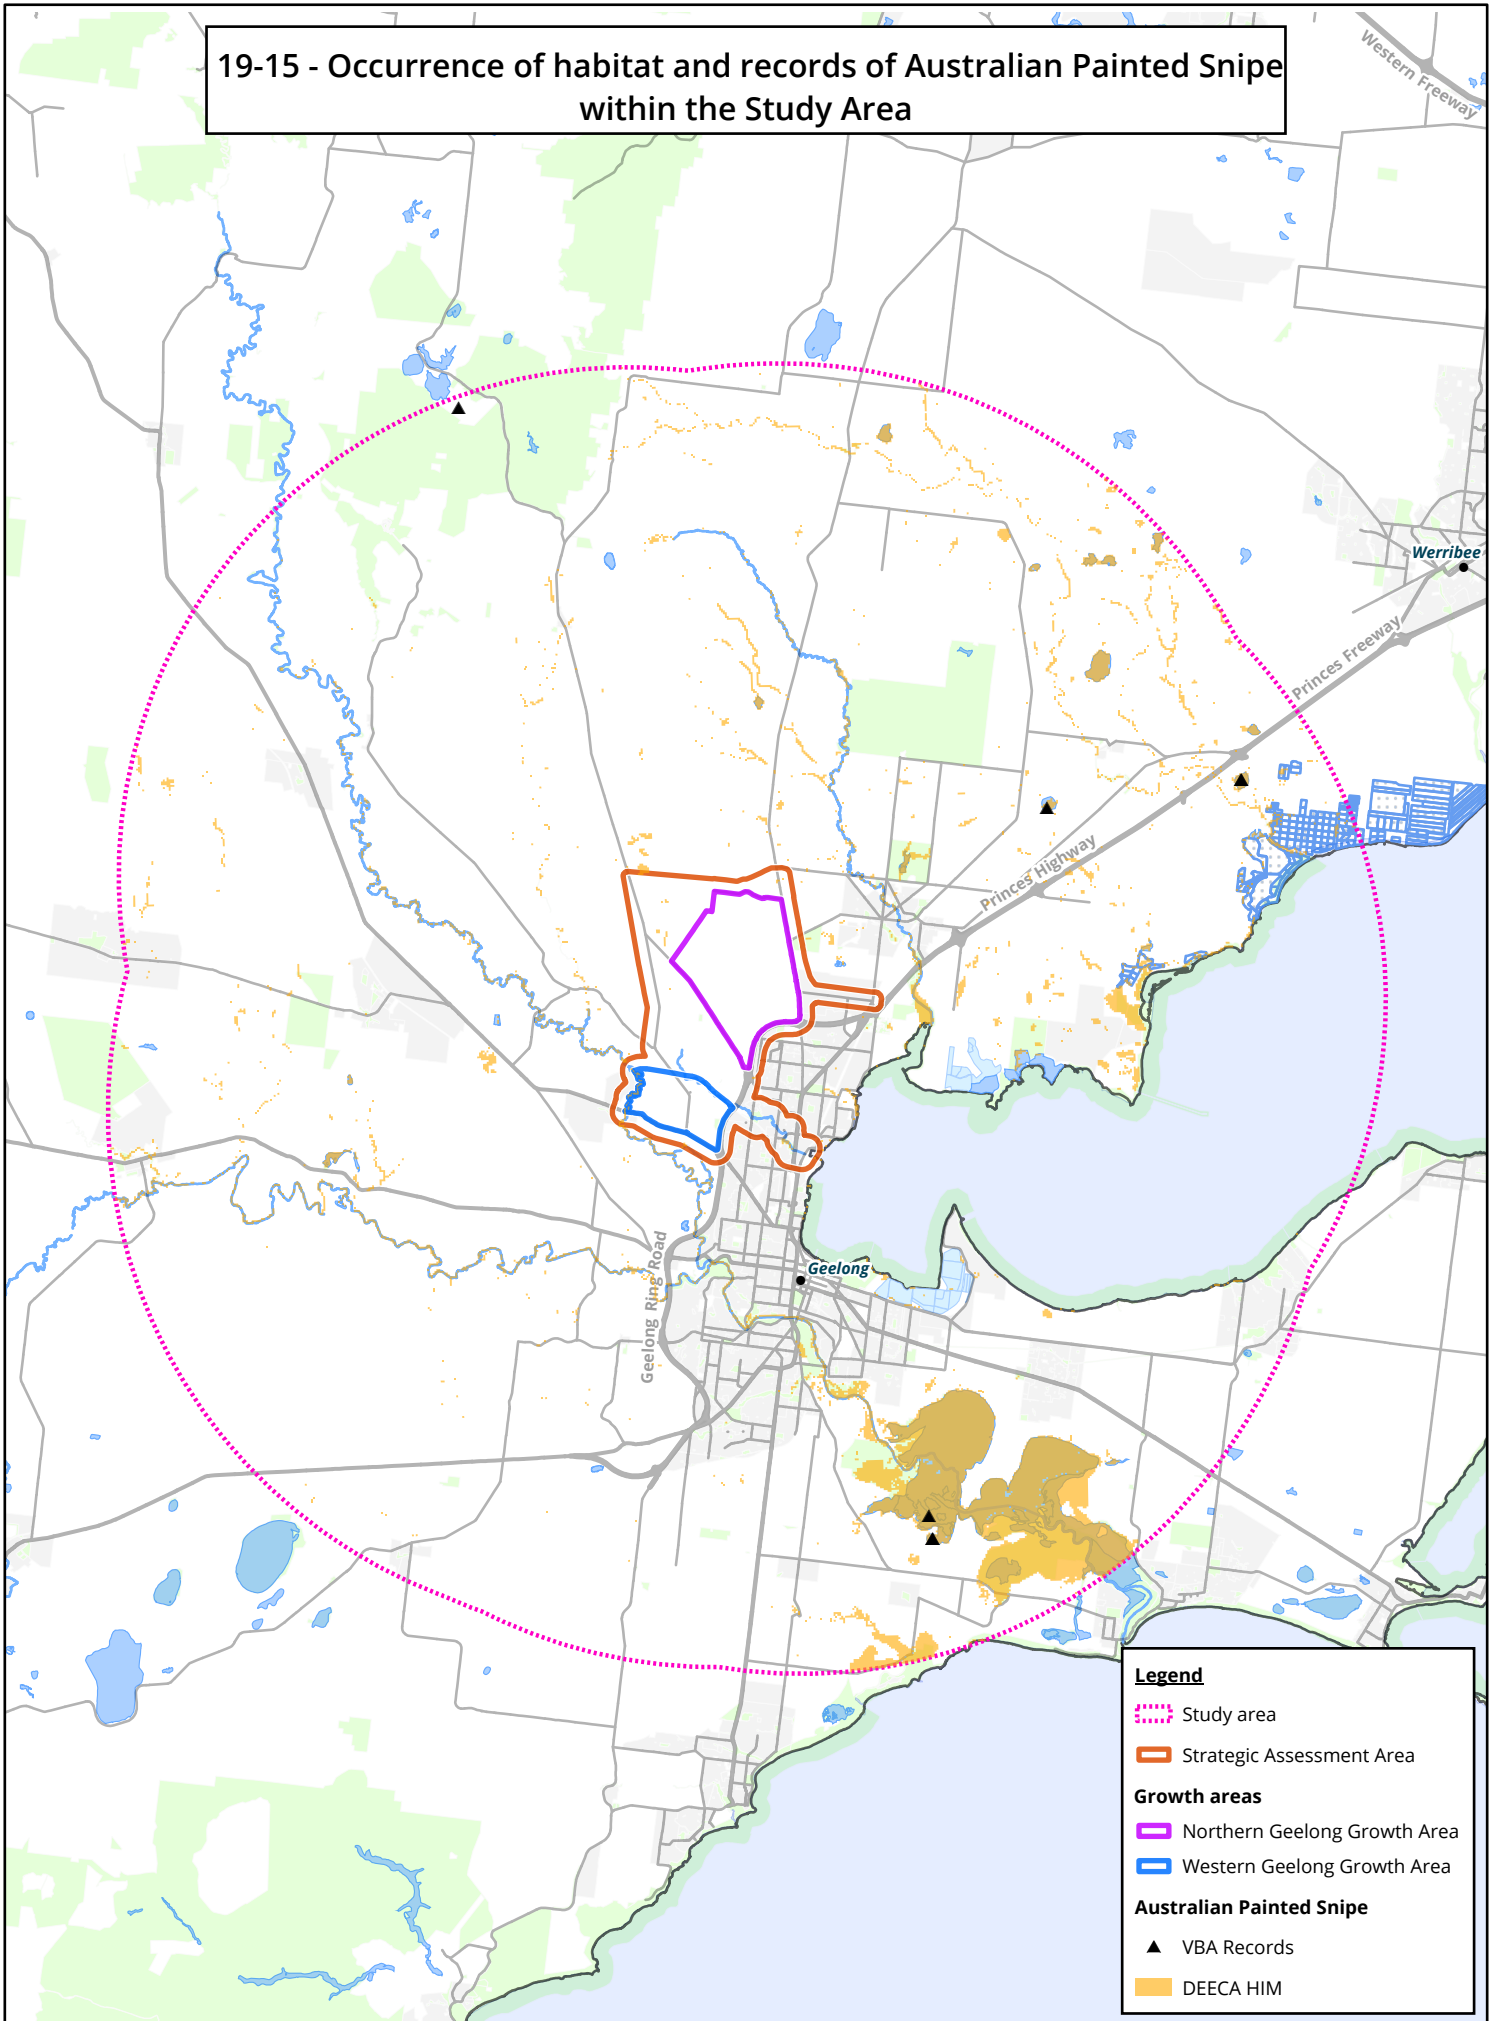 19-15 - Occurrence of habitat and records of Australian Painted Snipe
within the Study Area
Western Freeway
Werribee
Princes Freeway
Princes Highway
Geelong
Geelong Ring Road
Legend
Study area
Strategic Assessment Area
Growth areas
Northern Geelong Growth Area
Western Geelong Growth Area
Australian Painted Snipe
VBA Records
DEECA HIM